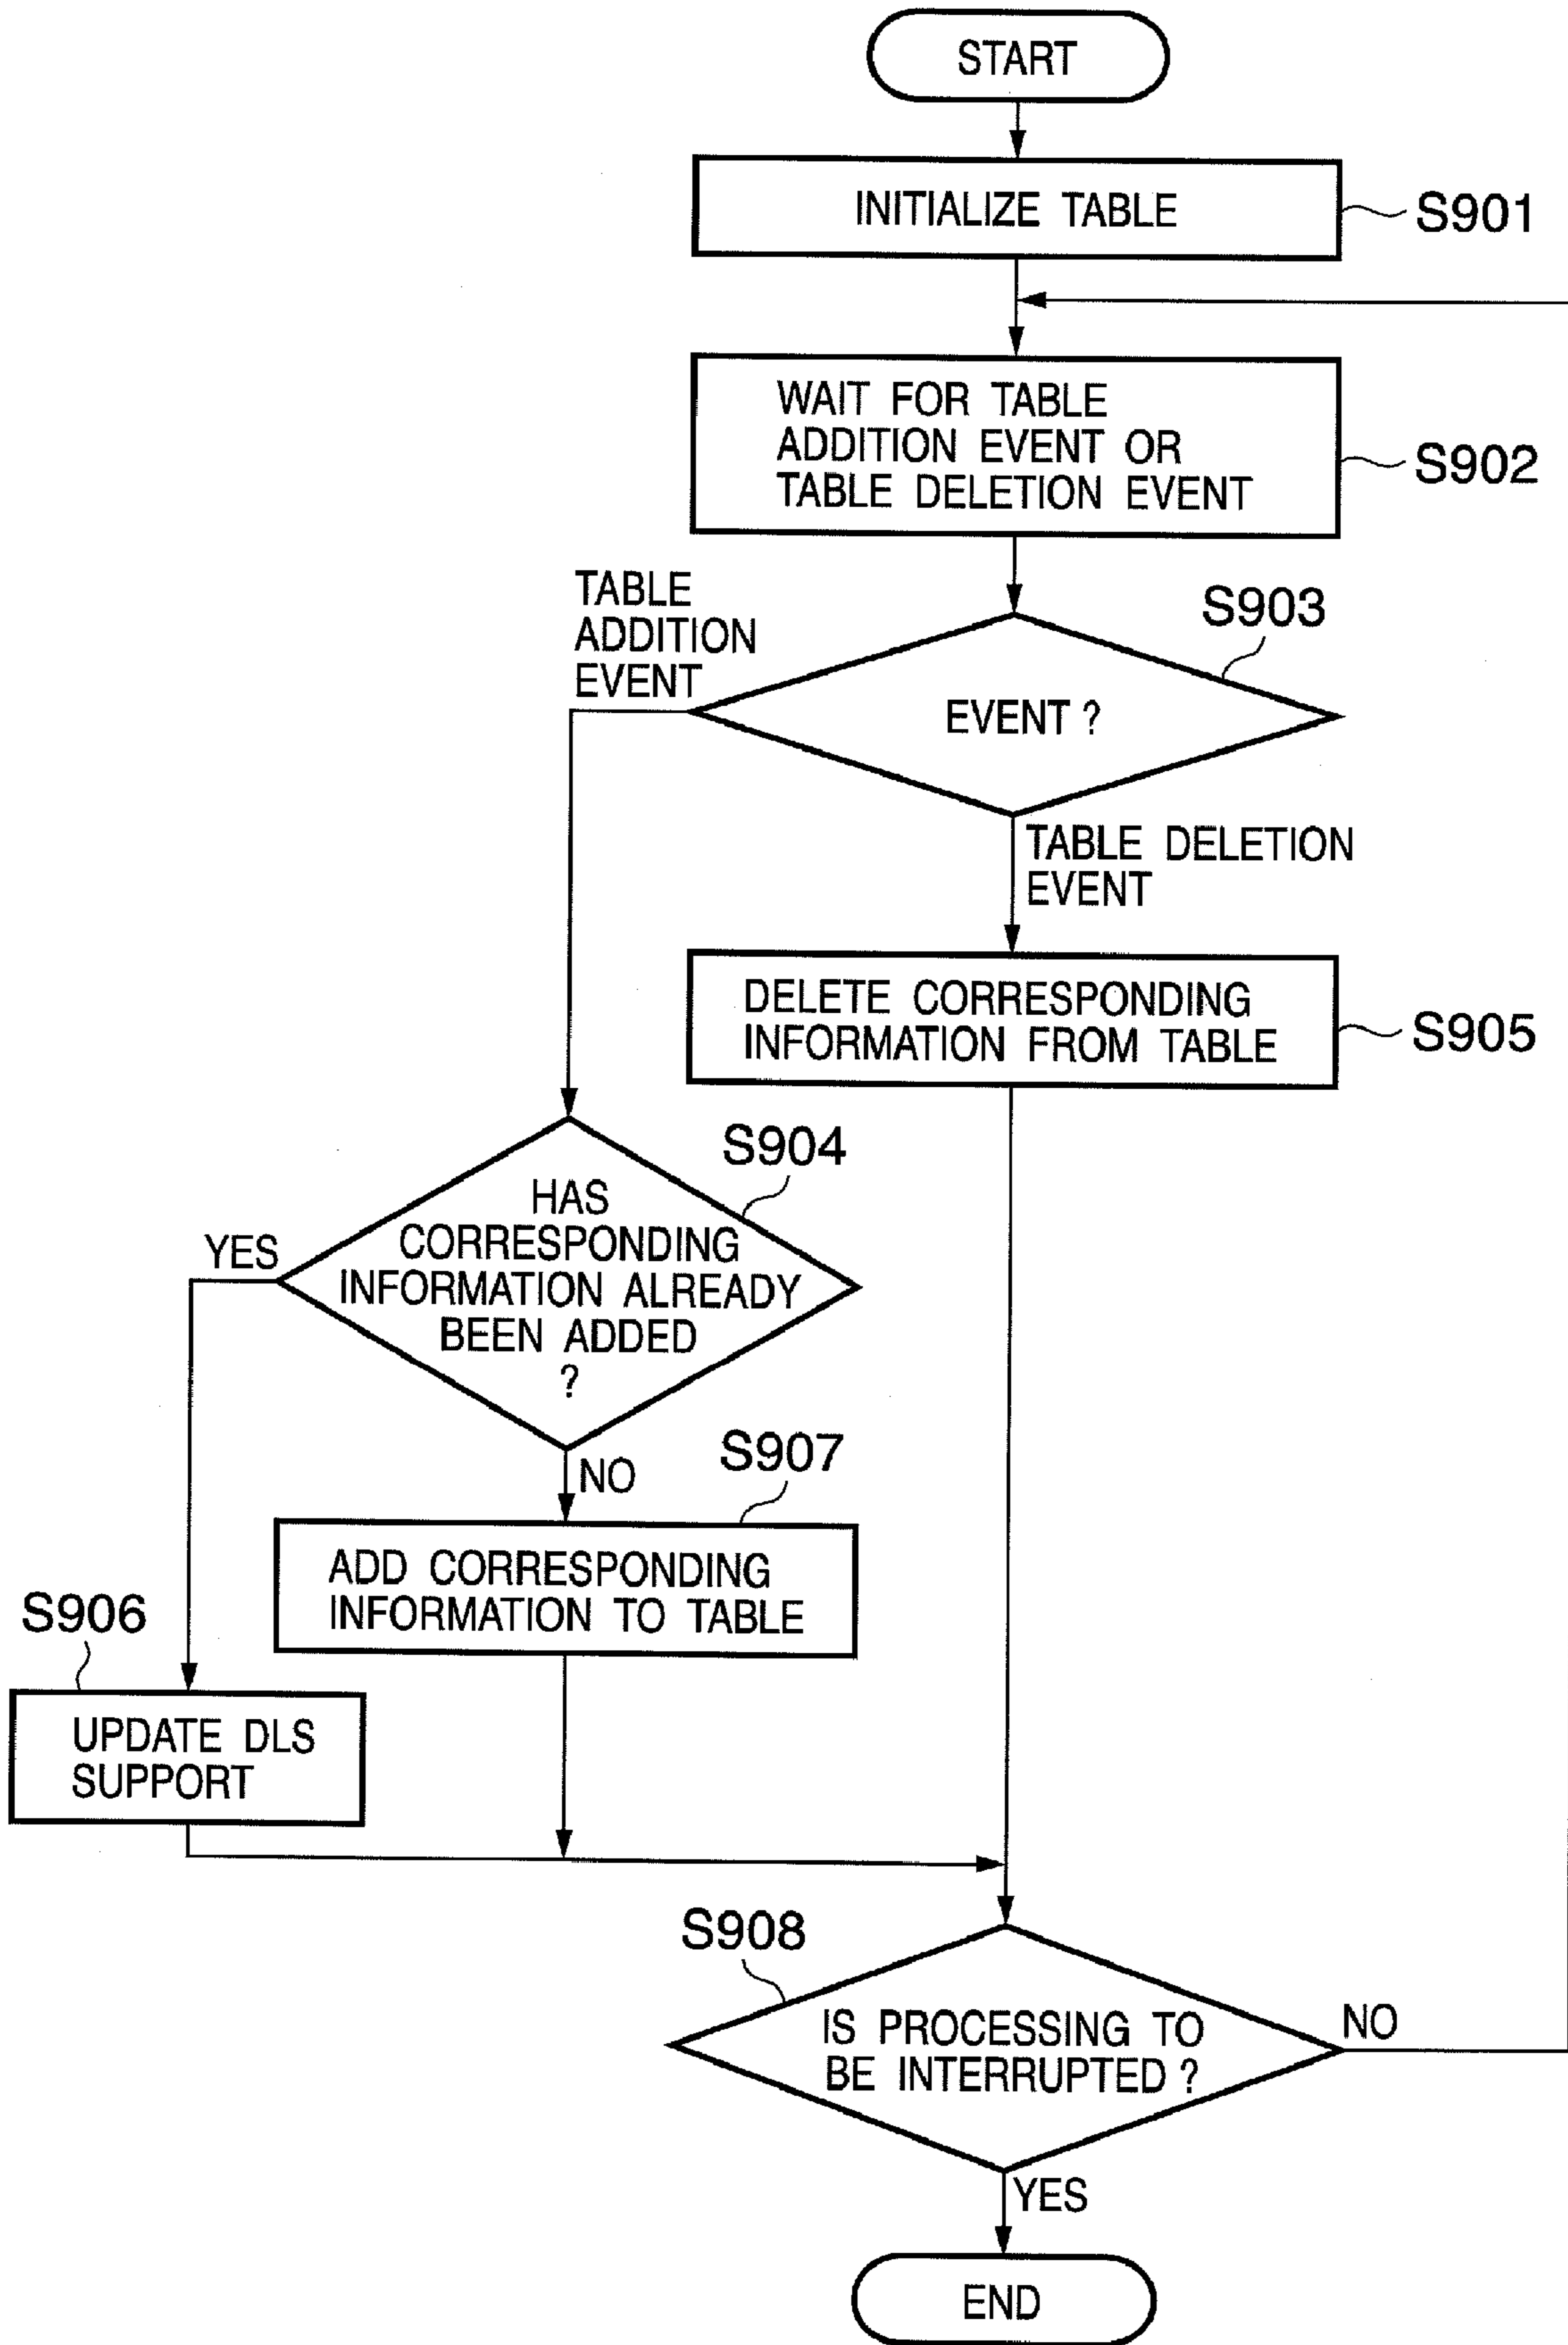 START
INITIALIZE TABLE
S901
WAIT FOR TABLE
ADDITION EVENT OR
TABLE DELETION EVENT
S902
TABLE
ADDITION
EVENT
S903
EVENT ?
TABLE DELETION
EVENT
DELETE CORRESPONDING
INFORMATION FROM TABLE
S905
S904
HAS
CORRESPONDING
INFORMATION ALREADY
BEEN ADDED
?
YES
NO
S907
ADD CORRESPONDING
INFORMATION TO TABLE
S906
UPDATE DLS
SUPPORT
S908
IS PROCESSING TO
BE INTERRUPTED ?
NO
YES
END